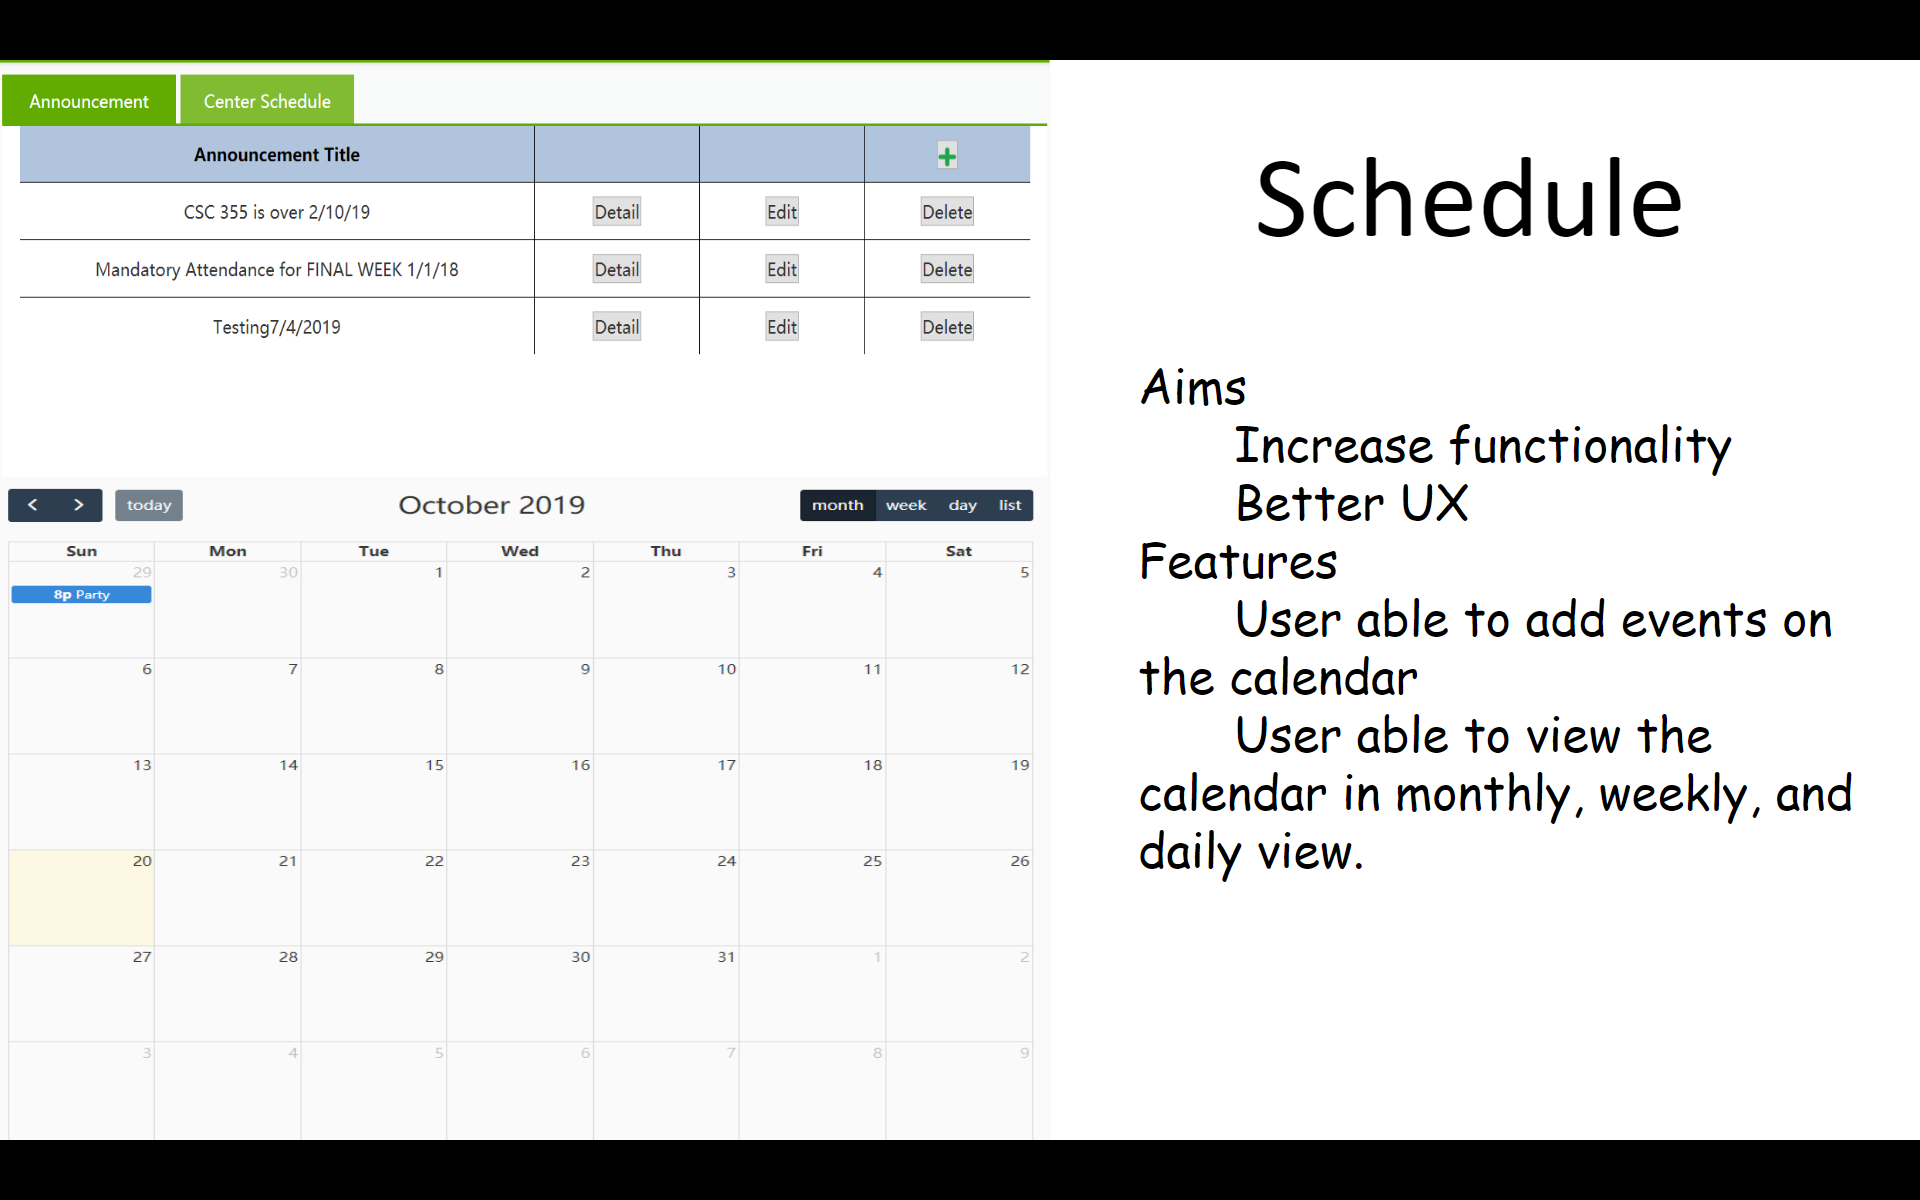 Announcement Center Schedule
Announcement Title
CSC 355 is over 2/10/19 Detail Edit Delete
Mandatory Attendance for FINAL WEEK 1/1/18 Detail Edit Delete
Testing7/4/2019 Detail Edit Delete
today October 2019 month week day list
Sun Mon Tue Wed Thu Fri Sat
29 30 1 2 3 4 5
8p Party
6 7 8 9 10 11 12
13 14 15 16 17 18 19
20 21 22 23 24 25 26
27 28 29 30 31 1 2
3 4 5 6 7 8 9
Schedule
Aims
Increase functionality
Better UX
Features
User able to add events on
the calendar
User able to view the
calendar in monthly, weekly, and
daily view.